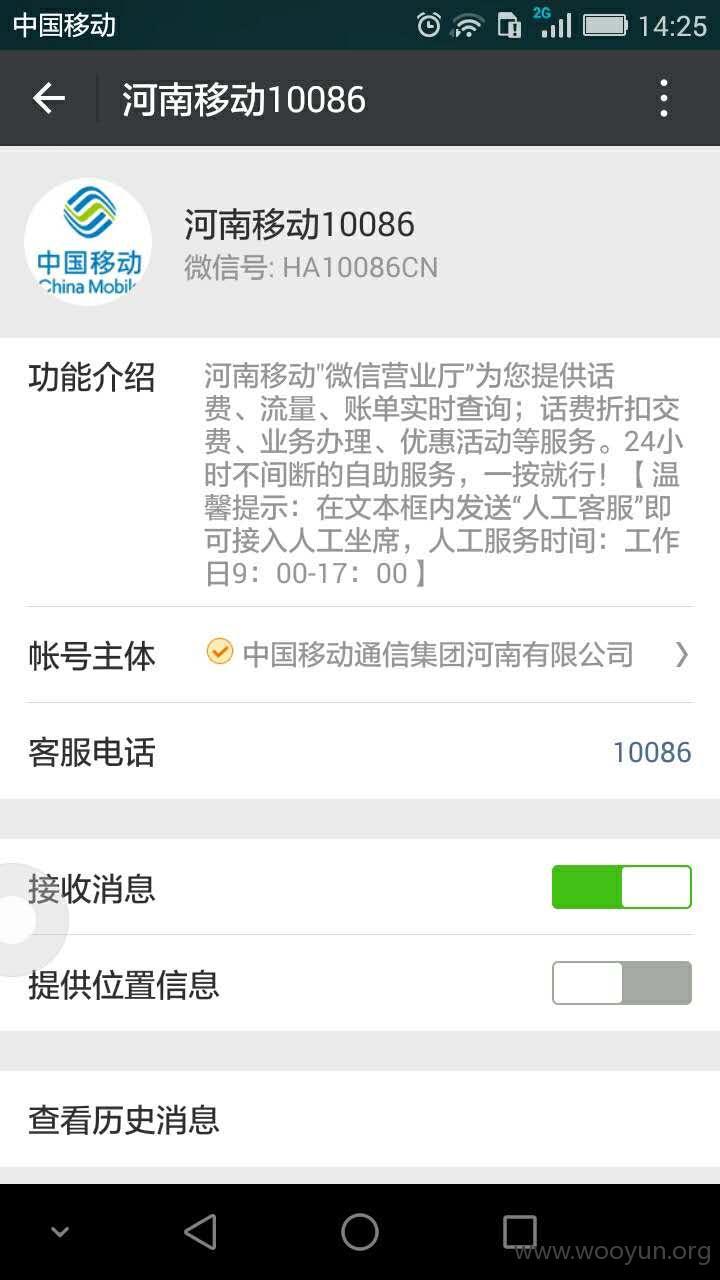 中国移动
2G
14:25
河南移动10086
中国移动
China Mobil
河南移动10086
微信号: HA10086CN
功能介绍
河南移动"微信营业厅”为您提供话
费、流量、账单实时查询；话费折扣交
费、业务办理、优惠活动等服务。24小
时不间断的自助服务，一按就行！【 温
馨提示：在文本框内发送“人工客服”即
可接入人工坐席，人工服务时间：工作
日9：00-17：00 】
帐号主体
中国移动通信集团河南有限公司
客服电话
10086
接收消息
提供位置信息
查看历史消息
www.wooyun.org